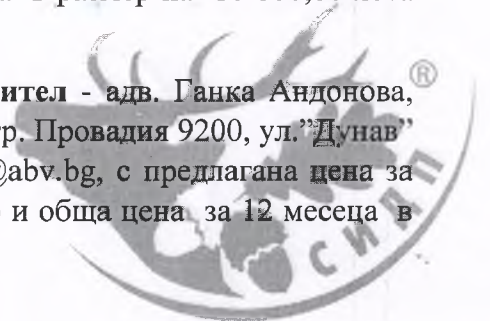 ител - адв. Ганка Андонова,
гр. Провадия 9200, ул."Дунав"
@abv.bg, с предлагана цена за
и обща цена за 12 месеца в
®
СИДП